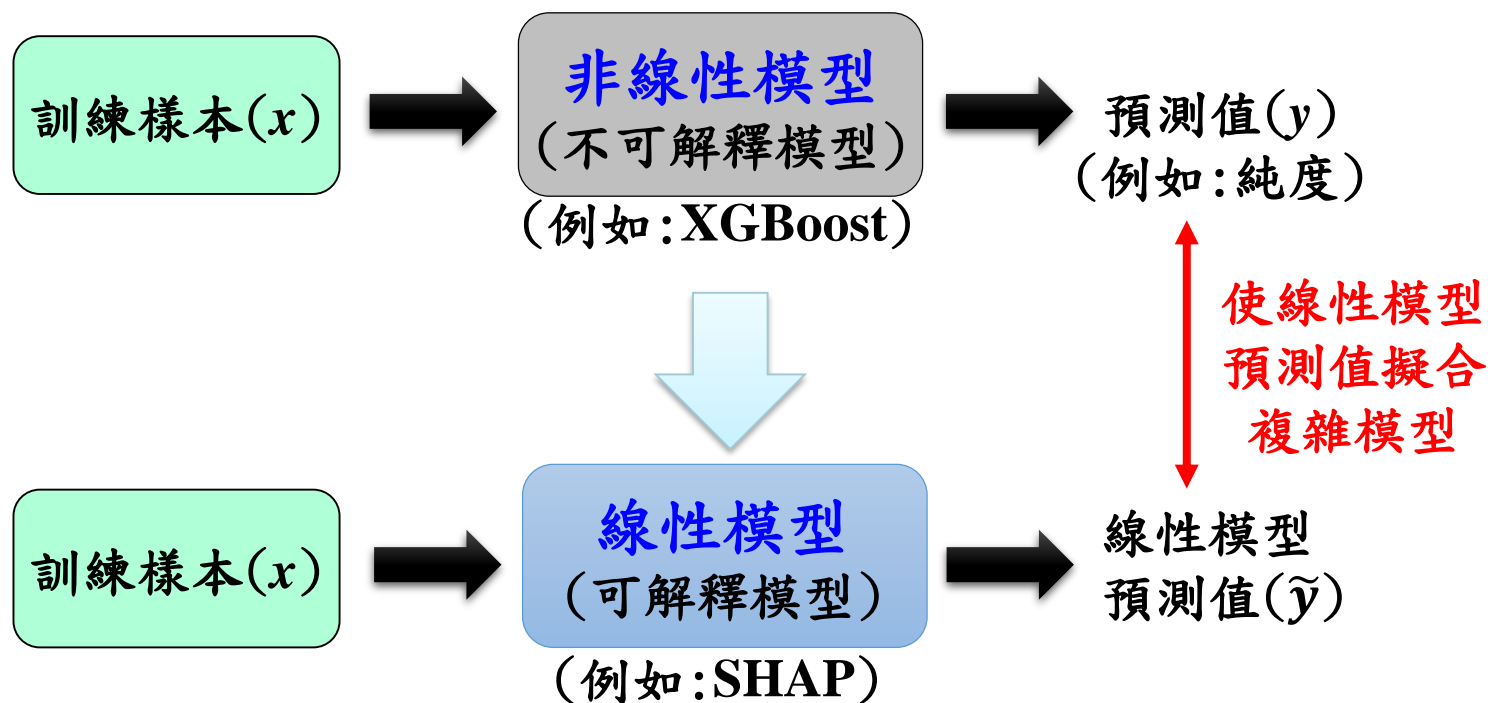 訓練樣本(x)
非線性模型
(不可解釋模型)
(例如:XGBoost)
預測值(y)
(例如:純度)
使線性模型
預測值擬合
複雜模型
訓練樣本(x)
線性模型
(可解釋模型)
(例如:SHAP)
線性模型
預測值(ỹ)